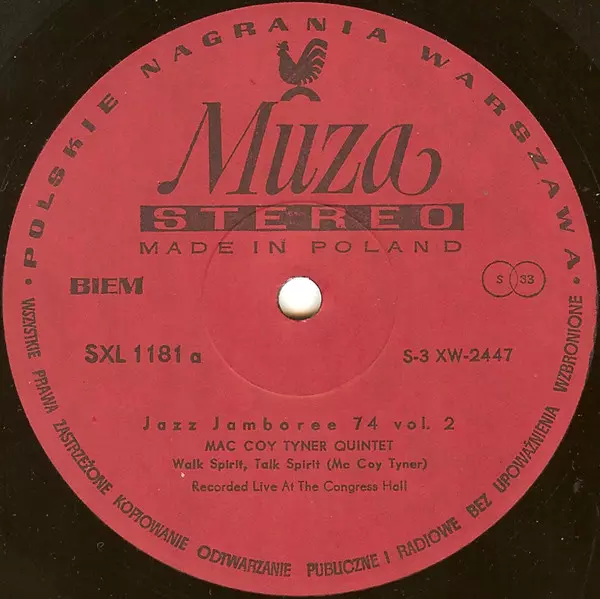 • POLSKIE NAGRANIA WARSZAWA •
Muza
STEREO
MADE IN POLAND
BIEM
S 33
SXL 1181 a
S-3 XW-2447
Jazz Jamboree 74 vol. 2
MAC COY TYNER QUINTET
Walk Spirit, Talk Spirit (Mc Coy Tyner)
Recorded Live At The Congress Hall
WSZYSTKIE PRAWA ZASTRZEŻONE KOPIOWANIE ODTWARZANIE PUBLICZNE I RADIOWE BEZ UPOWAŻNIENIA WZBRONIONE